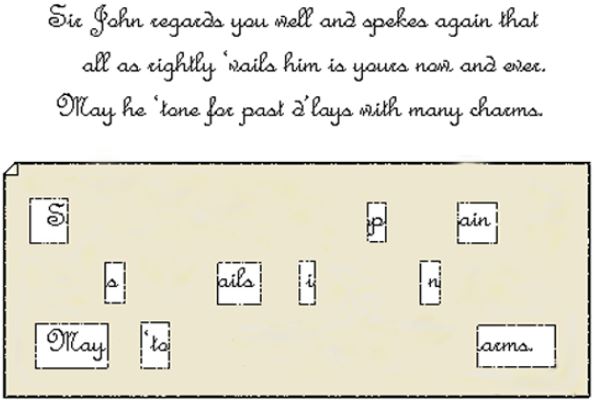 Sir John regards you well and spekes again that
all as rightly 'vails him is yours now and ever.
May he 'tone for past d'lays with many charms.
Si p ain
s ails i n
May 'to arms.